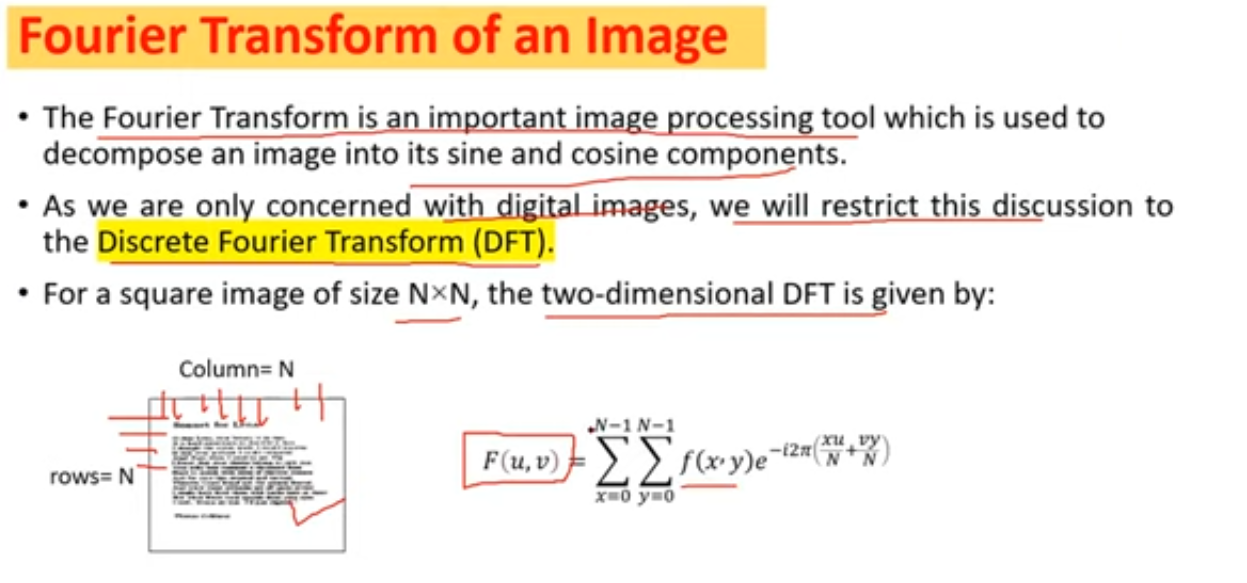 Fourier Transform of an Image
• The Fourier Transform is an important image processing tool which is used to
decompose an image into its sine and cosine components.
• As we are only concerned with digital images, we will restrict this discussion to
the Discrete Fourier Transform (DFT).
• For a square image of size N×N, the two-dimensional DFT is given by:
Column= N
rows= N
F(u, v) = ∑_{x=0}^{N−1} ∑_{y=0}^{N−1} f(x, y)e^{−i2π(xu/N + vy/N)}